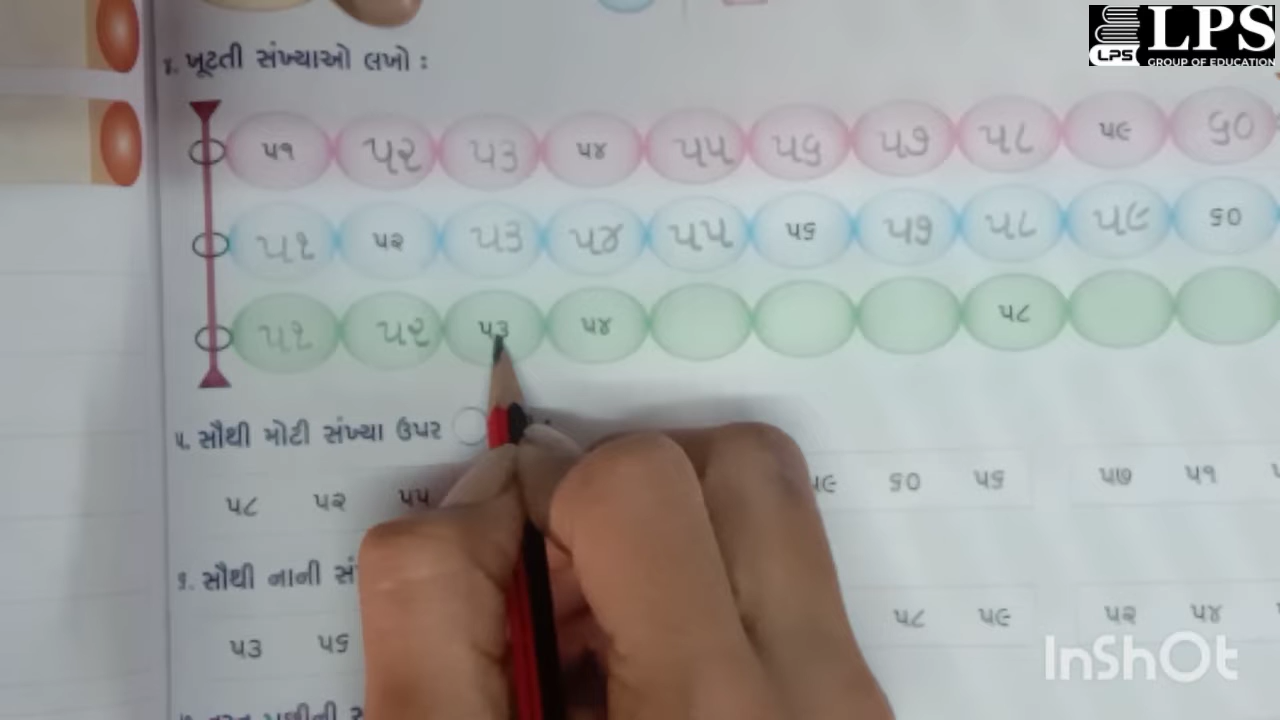 LPS
LPS
GROUP OF EDUCATION
૪. ખૂટતી સંખ્યાઓ લખો :
૫૧ ૫૨ ૫૩ ૫૪ ૫૫ ૫૬ ૫૭ ૫૮ ૫૯ ૬૦
૫૧ ૫૨ ૫૩ ૫૪ ૫૫ ૫૬ ૫૭ ૫૮ ૫૯ ૬૦
૫૧ ૫૨ ૫૩ ૫૪ ૫૮
૫. સૌથી મોટી સંખ્યા ઉપર
૫૮ ૫૨ ૫૫ ૫૯ ૬૦ ૫૬ ૫૭ ૫૧
૬. સૌથી નાની
૫૩ ૫૬ ૫૮ ૫૯ ૫૨ ૫૪
InShOt